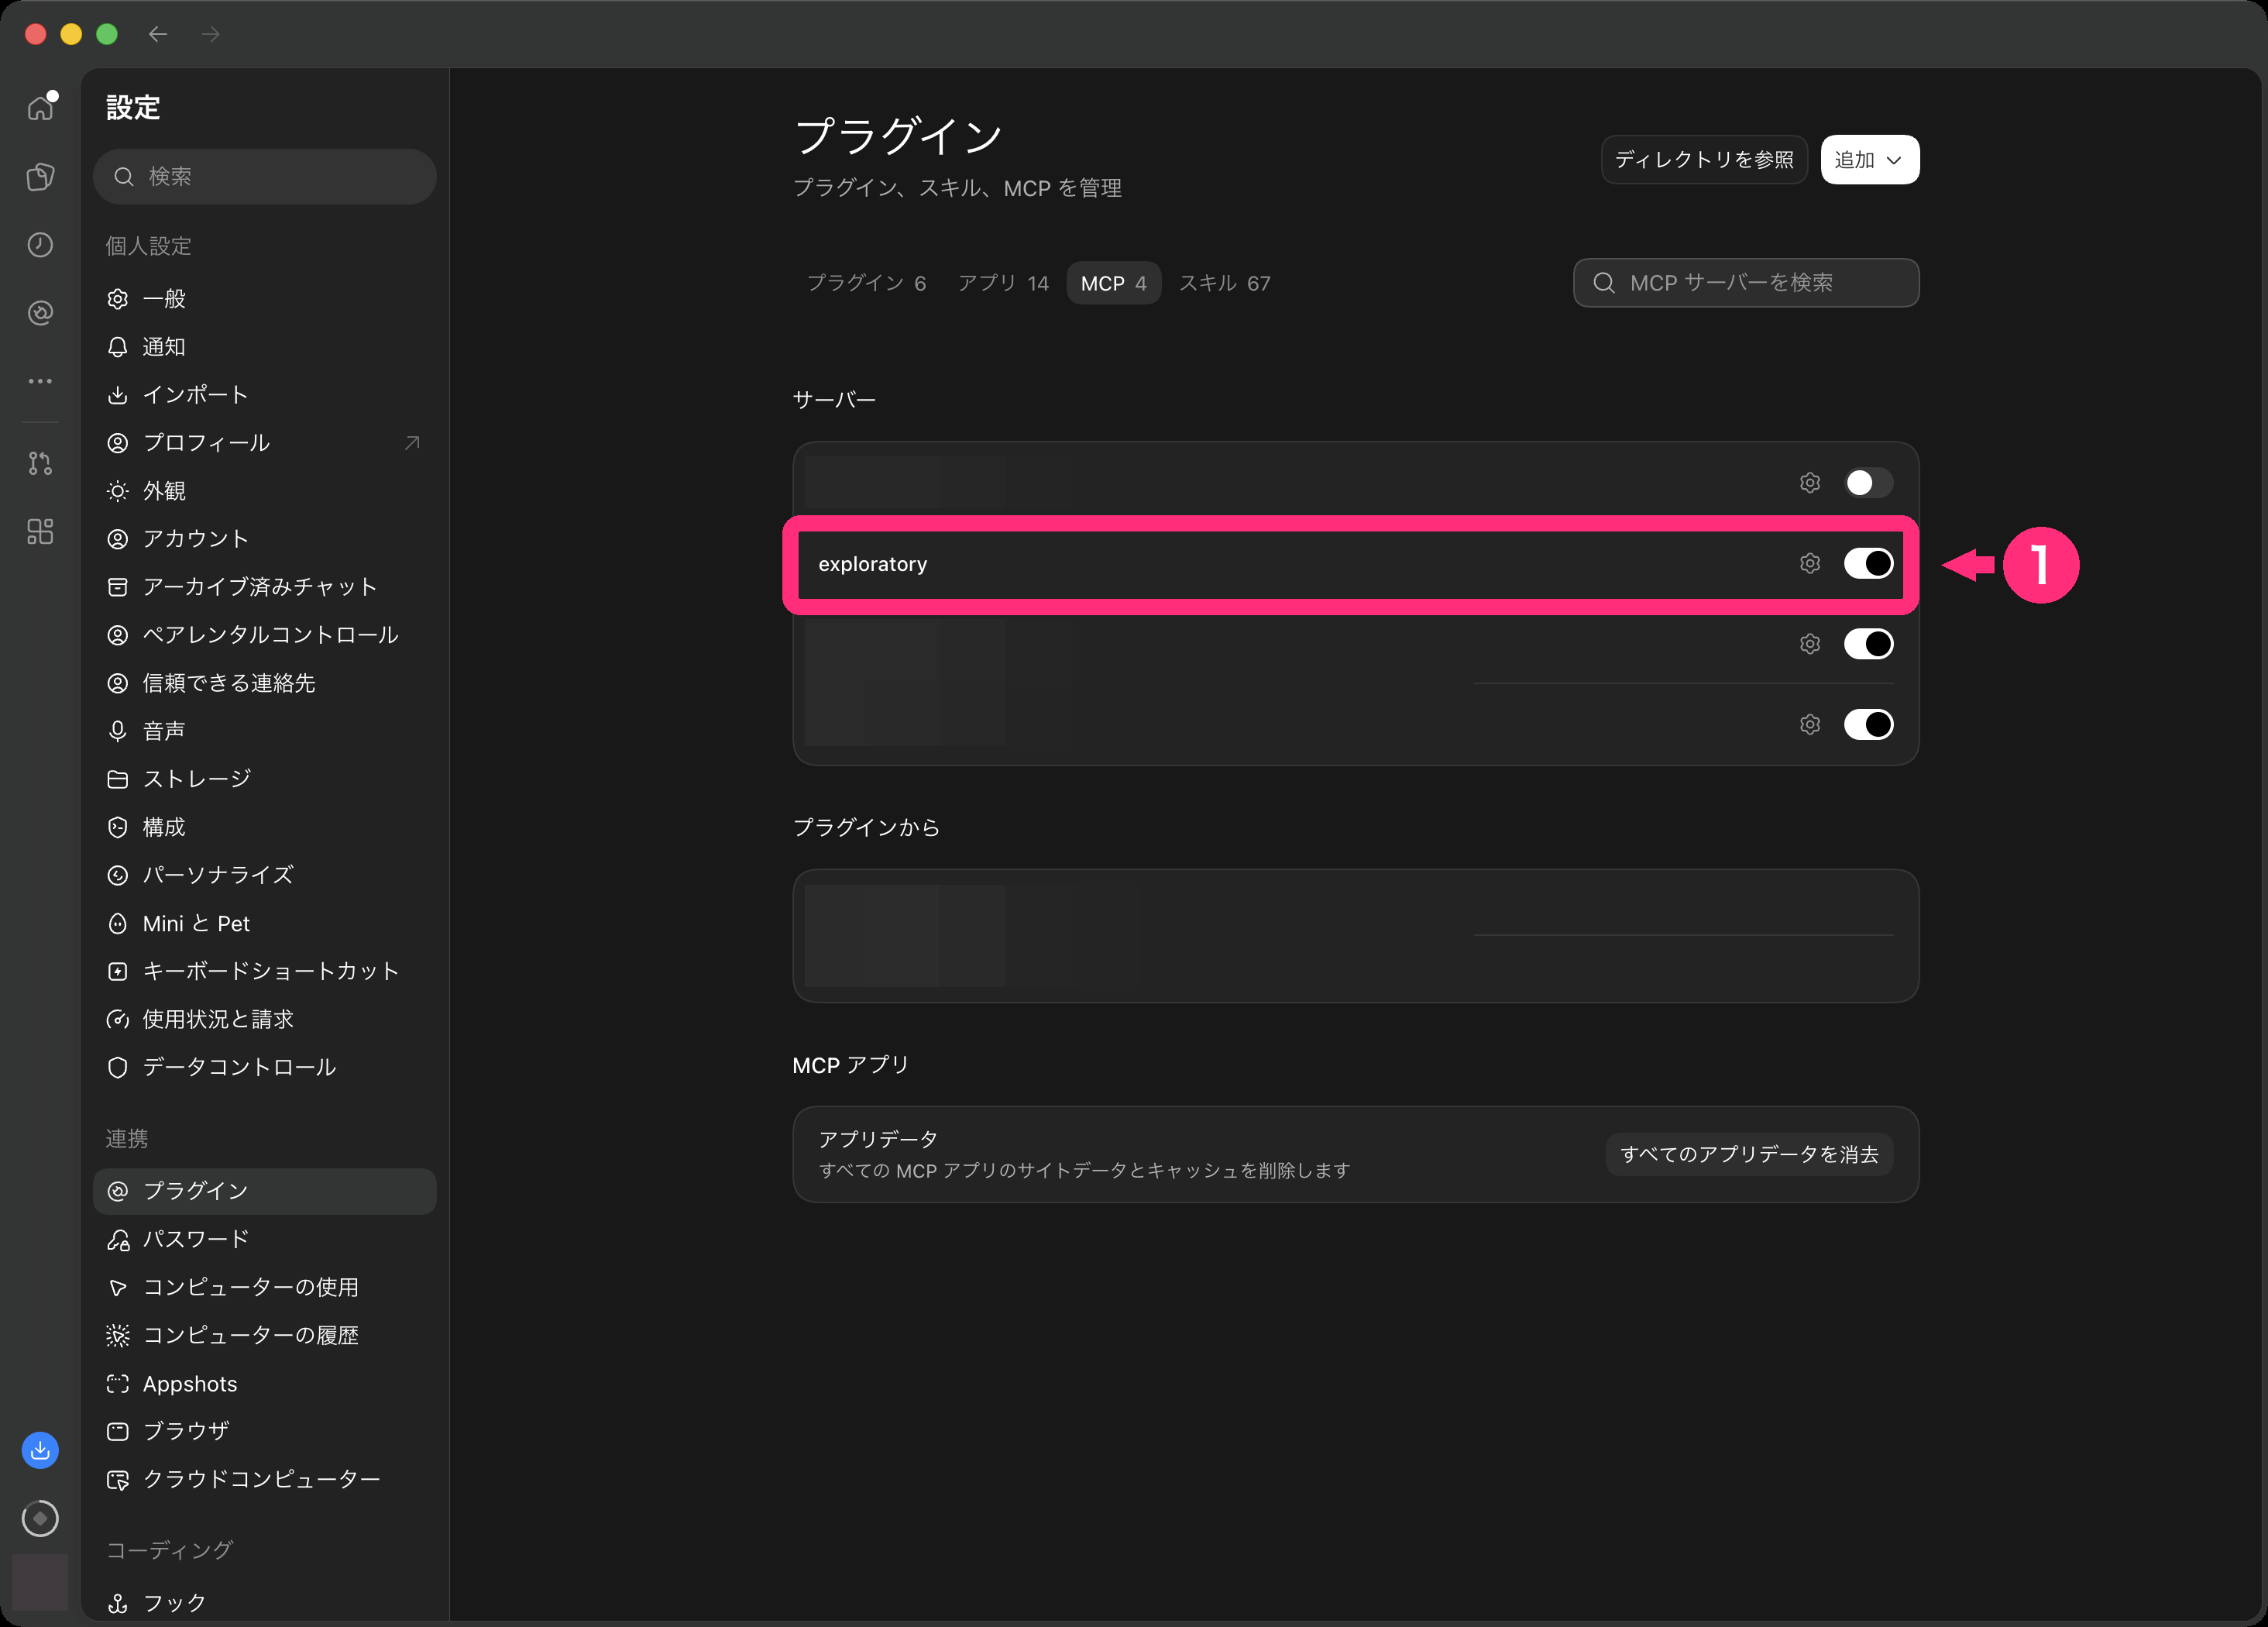 設定
検索
個人設定
一般
通知
インポート
プロフィール
外観
アカウント
アーカイブ済みチャット
ペアレンタルコントロール
信頼できる連絡先
音声
ストレージ
構成
パーソナライズ
Mini と Pet
キーボードショートカット
使用状況と請求
データコントロール
連携
プラグイン
パスワード
コンピューターの使用
コンピューターの履歴
Appshots
ブラウザ
クラウドコンピューター
コーディング
フック
プラグイン
プラグイン、スキル、MCP を管理
ディレクトリを参照
追加
プラグイン 6 アプリ 14 MCP 4 スキル 67
MCP サーバーを検索
サーバー
exploratory
1
プラグインから
MCP アプリ
アプリデータ
すべての MCP アプリのサイトデータとキャッシュを削除します
すべてのアプリデータを消去